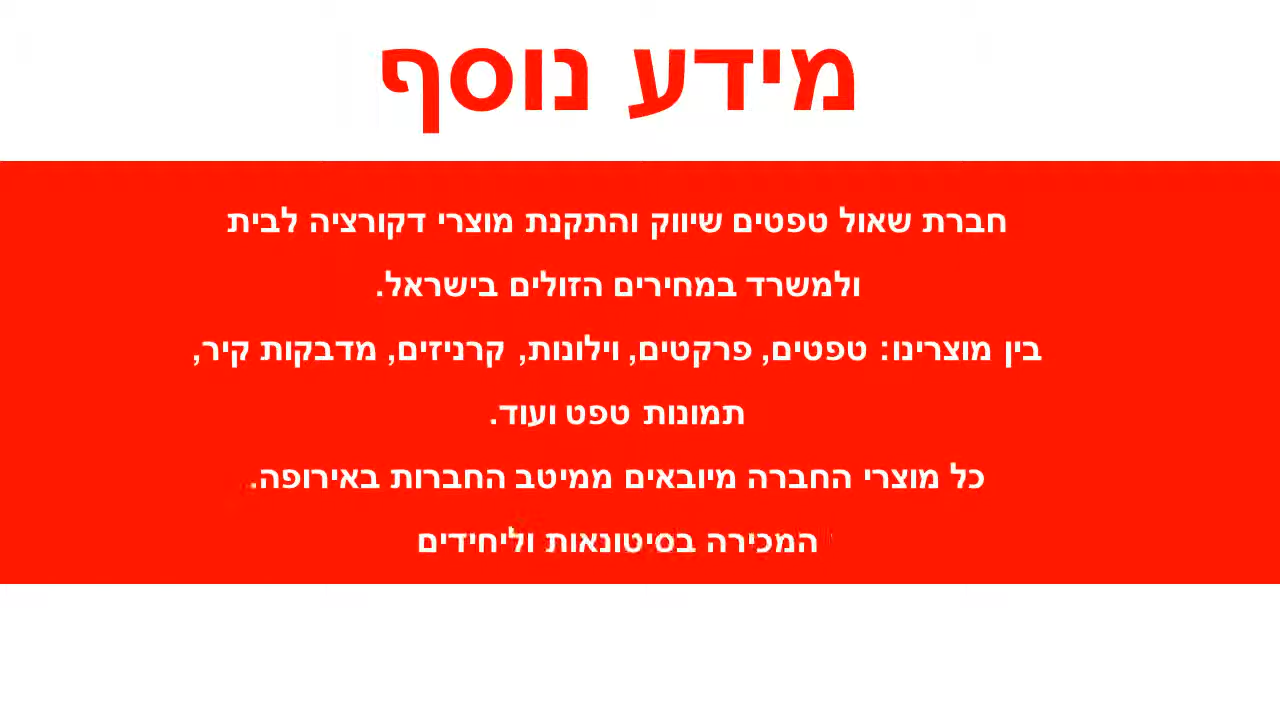 מידע נוסף
חברת שאול טפטים שיווק והתקנת מוצרי דקורציה לבית
ולמשרד במחירים הזולים בישראל.
בין מוצרינו: טפטים, פרקטים, וילונות, קרניזים, מדבקות קיר,
תמונות טפט ועוד.
כל מוצרי החברה מיובאים ממיטב החברות באירופה.
המכירה בסיטונאות וליחידים